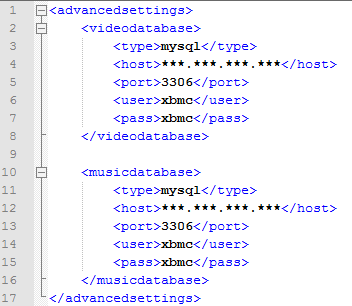 1 <advancedsettings>
2 <videodatabase>
3 <type>mysql</type>
4 <host>***.***.***.***</host>
5 <port>3306</port>
6 <user>xbmc</user>
7 <pass>xbmc</pass>
8 </videodatabase>
9
10 <musicdatabase>
11 <type>mysql</type>
12 <host>***.***.***.***</host>
13 <port>3306</port>
14 <user>xbmc</user>
15 <pass>xbmc</pass>
16 </musicdatabase>
17 </advancedsettings>